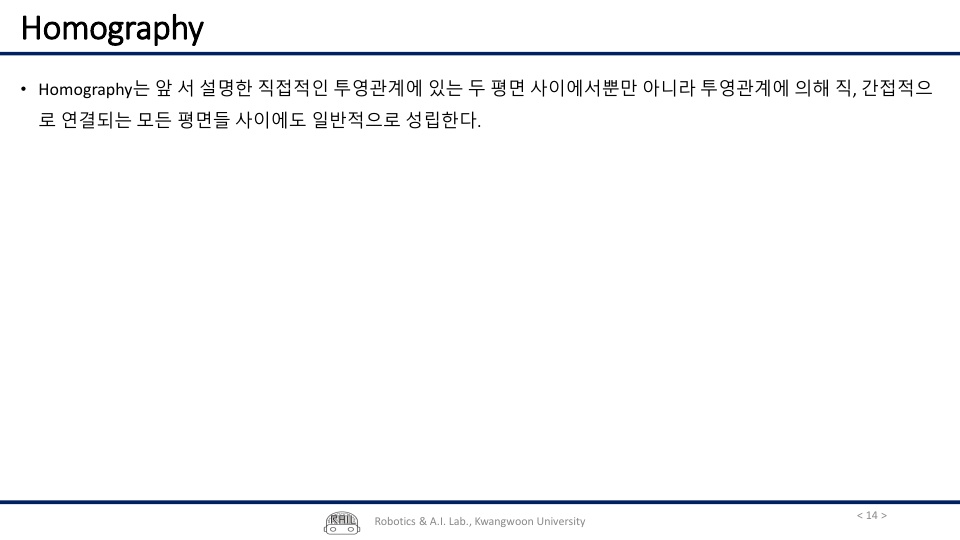 Homography
• Homography는 앞 서 설명한 직접적인 투영관계에 있는 두 평면 사이에서뿐만 아니라 투영관계에 의해 직, 간접적으
로 연결되는 모든 평면들 사이에도 일반적으로 성립한다.
RAIL
Robotics & A.I. Lab., Kwangwoon University
< 14 >